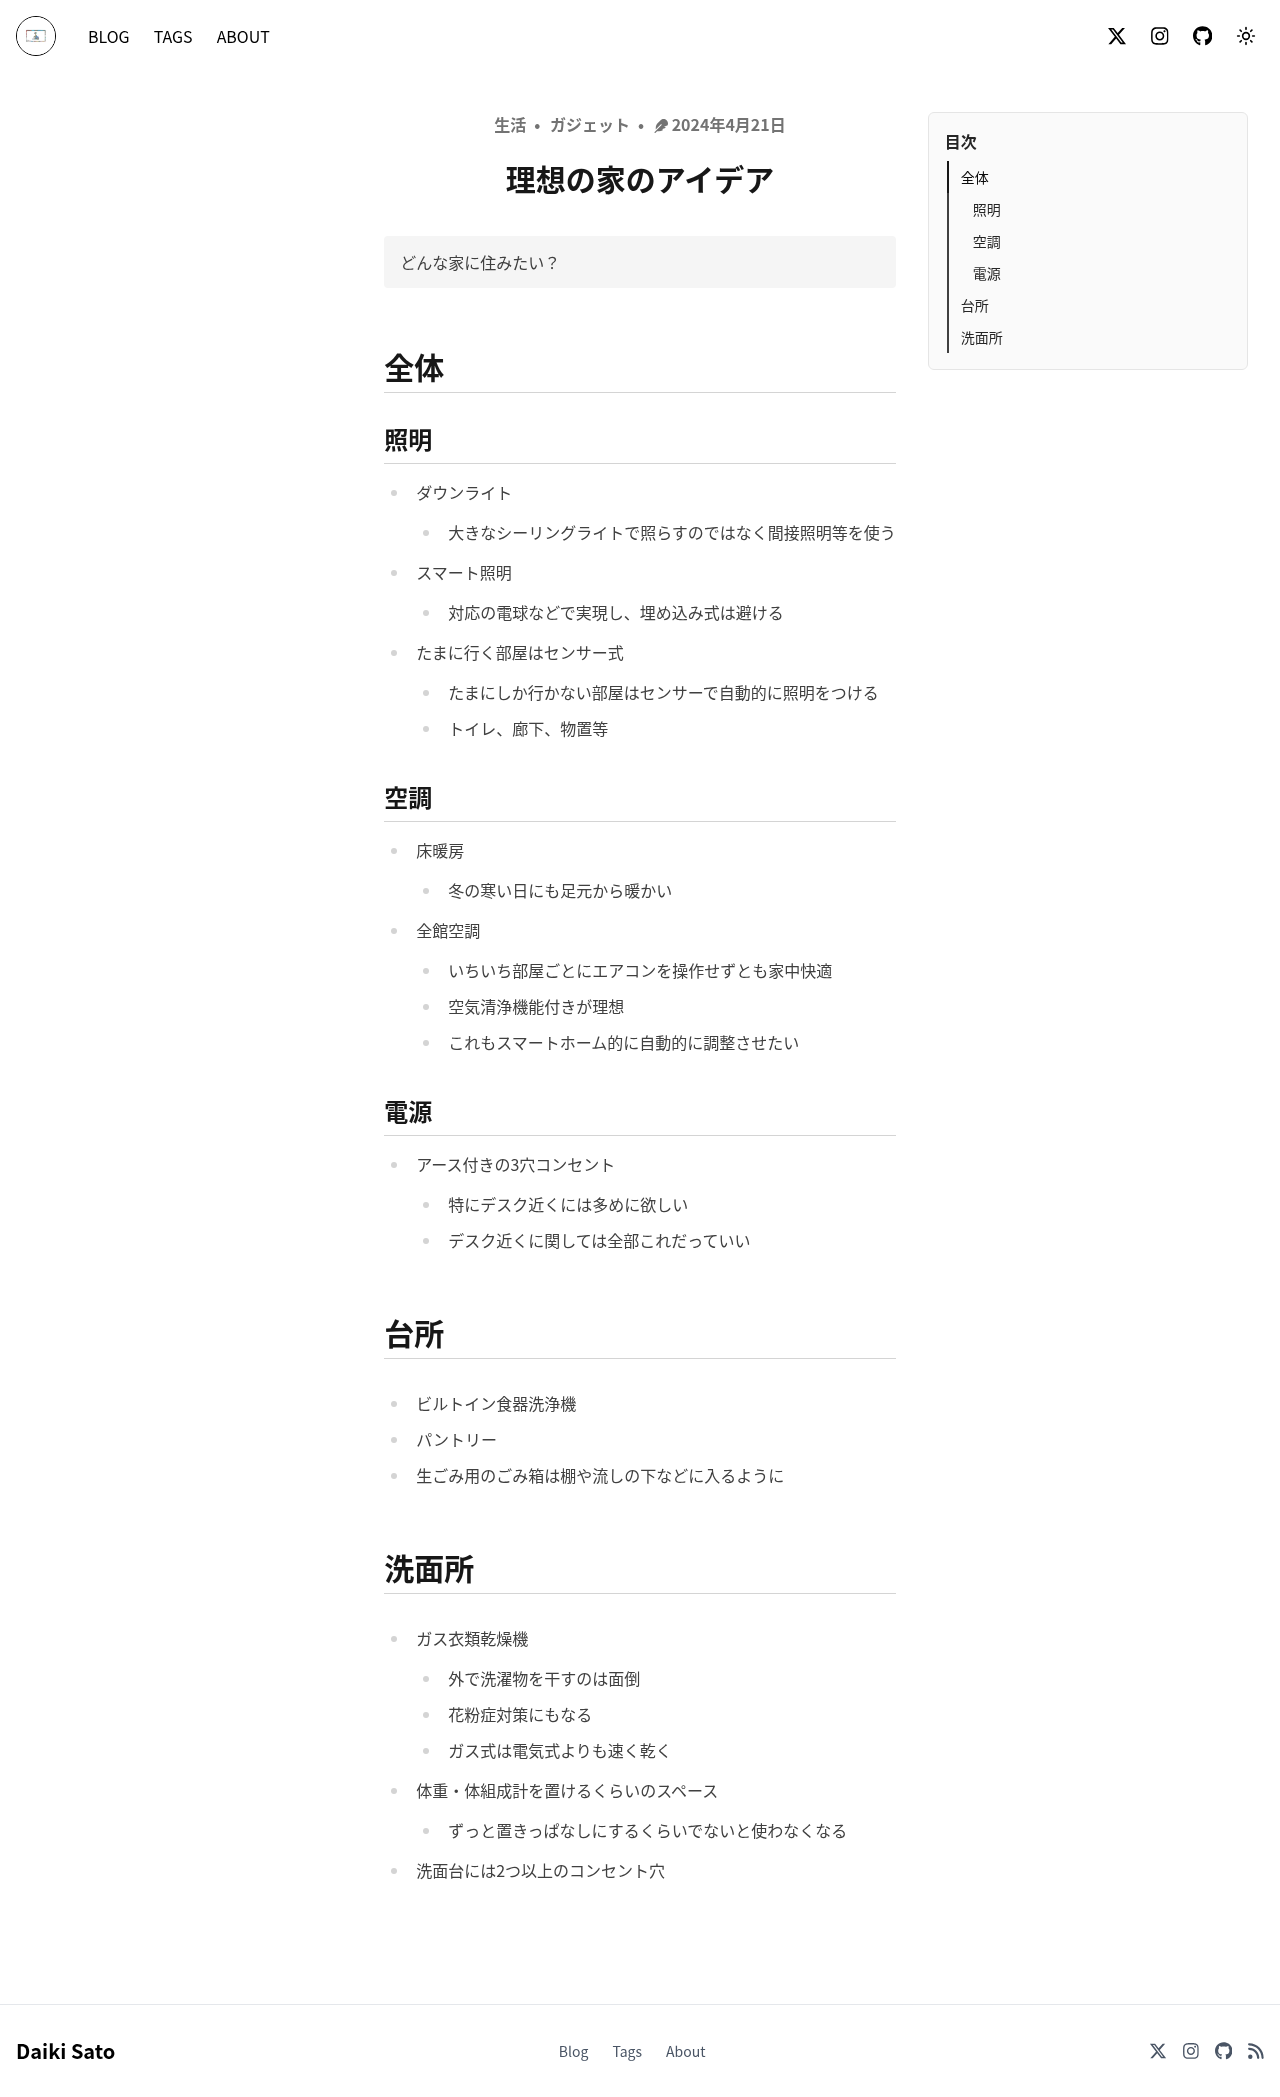 BLOG TAGS ABOUT
生活 • ガジェット • 2024年4月21日
理想の家のアイデア
どんな家に住みたい？
目次
全体
照明
空調
電源
台所
洗面所
全体
照明
ダウンライト
大きなシーリングライトで照らすのではなく間接照明等を使う
スマート照明
対応の電球などで実現し、埋め込み式は避ける
たまに行く部屋はセンサー式
たまにしか行かない部屋はセンサーで自動的に照明をつける
トイレ、廊下、物置等
空調
床暖房
冬の寒い日にも足元から暖かい
全館空調
いちいち部屋ごとにエアコンを操作せずとも家中快適
空気清浄機能付きが理想
これもスマートホーム的に自動的に調整させたい
電源
アース付きの3穴コンセント
特にデスク近くには多めに欲しい
デスク近くに関しては全部これだっていい
台所
ビルトイン食器洗浄機
パントリー
生ごみ用のごみ箱は棚や流しの下などに入るように
洗面所
ガス衣類乾燥機
外で洗濯物を干すのは面倒
花粉症対策にもなる
ガス式は電気式よりも速く乾く
体重・体組成計を置けるくらいのスペース
ずっと置きっぱなしにするくらいでないと使わなくなる
洗面台には2つ以上のコンセント穴
Daiki Sato
Blog Tags About